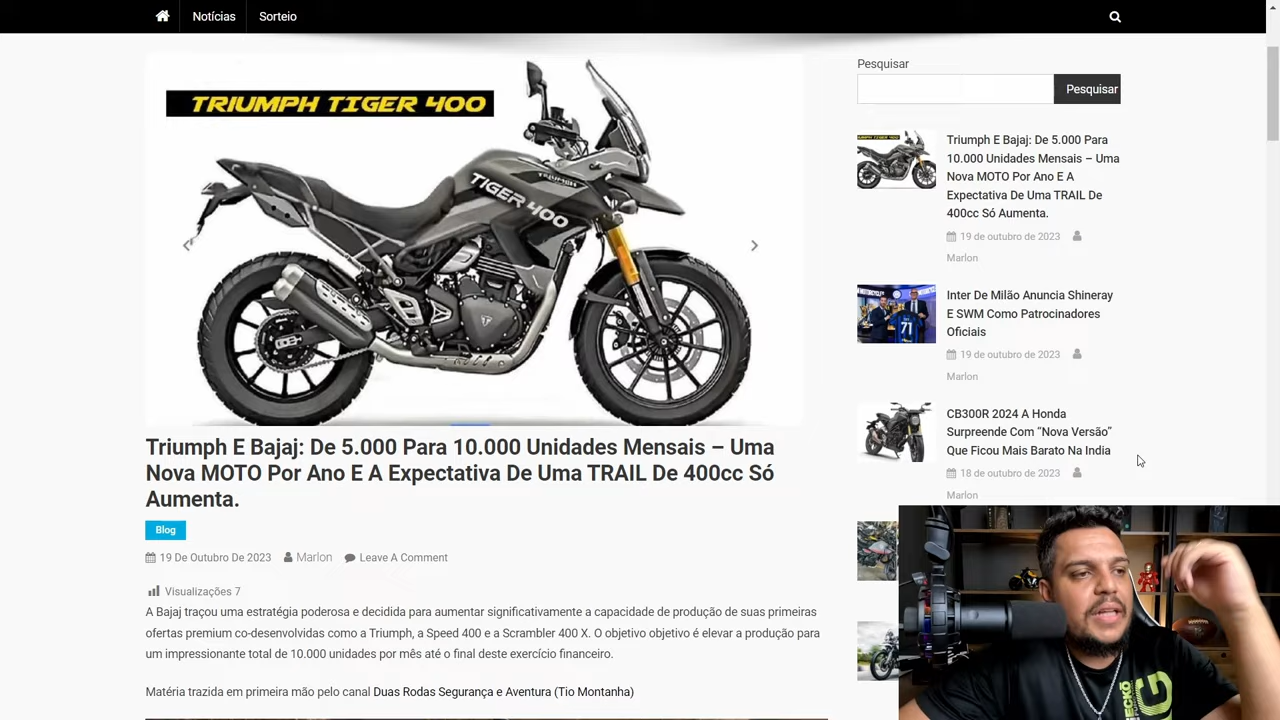 Notícias
Sorteio
TRIUMPH TIGER 400
TIGER 400
TRIUMPH
Triumph E Bajaj: De 5.000 Para 10.000 Unidades Mensais – Uma
Nova MOTO Por Ano E A Expectativa De Uma TRAIL De 400cc Só
Aumenta.
Blog
19 De Outubro De 2023
Marlon
Leave A Comment
Visualizações 7
A Bajaj traçou uma estratégia poderosa e decidida para aumentar significativamente a capacidade de produção de suas primeiras
ofertas premium co-desenvolvidas como a Triumph, a Speed 400 e a Scrambler 400 X. O objetivo objetivo é elevar a produção para
um impressionante total de 10.000 unidades por mês até o final deste exercício financeiro.
Matéria trazida em primeira mão pelo canal Duas Rodas Segurança e Aventura (Tio Montanha)
Pesquisar
Pesquisar
Triumph E Bajaj: De 5.000 Para
10.000 Unidades Mensais – Uma
Nova MOTO Por Ano E A
Expectativa De Uma TRAIL De
400cc Só Aumenta.
19 de outubro de 2023
Marlon
Inter De Milão Anuncia Shineray
E SWM Como Patrocinadores
Oficiais
71
19 de outubro de 2023
Marlon
CB300R 2024 A Honda
Surpreende Com “Nova Versão”
Que Ficou Mais Barato Na India
18 de outubro de 2023
Marlon